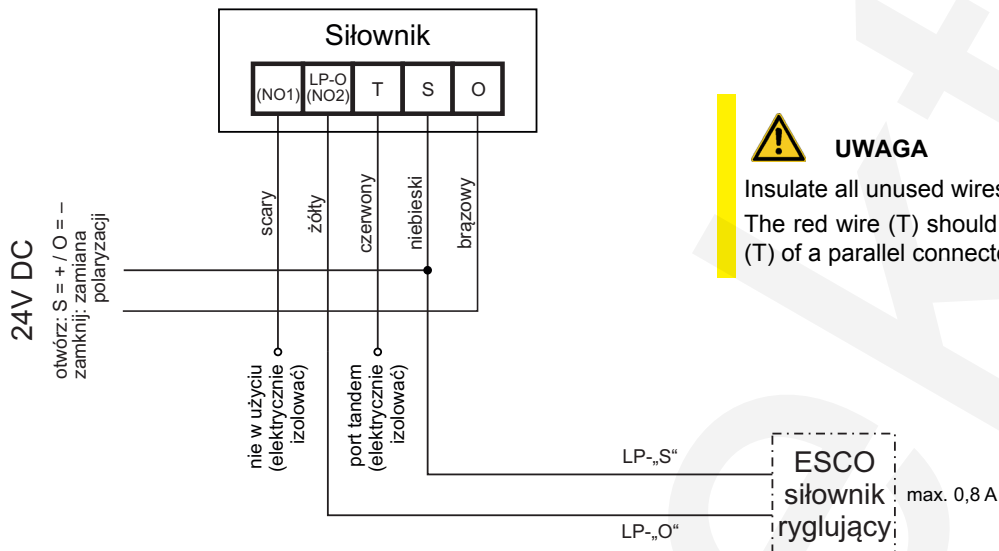 Siłownik
(NO1)
LP-O
(NO2)
T
S
O
scary
żółty
czerwony
niebieski
brązowy
24V DC
otwórz: S = + / O = –
zamknij: zamiana
polaryzacji
nie w użyciu
(elektrycznie
izolować)
port tandem
(elektrycznie
izolować)
UWAGA
Insulate all unused wires
The red wire (T) should
(T) of a parallel connecte
LP-„S“
LP-„O“
ESCO
siłownik
ryglujący
max. 0,8 A